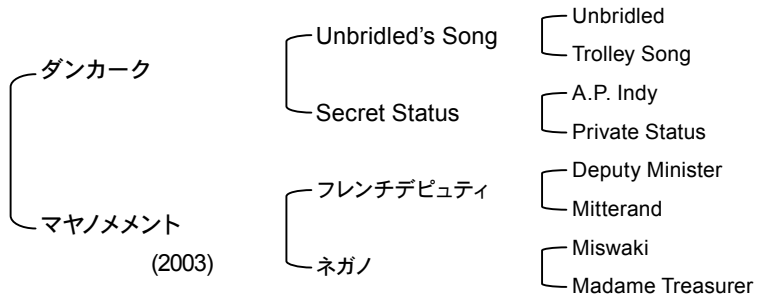 ダンカーク
マヤノメメント
(2003)
Unbridled's Song
Secret Status
フレンチデピュティ
ネガノ
Unbridled
Trolley Song
A.P. Indy
Private Status
Deputy Minister
Mitterand
Miswaki
Madame Treasurer